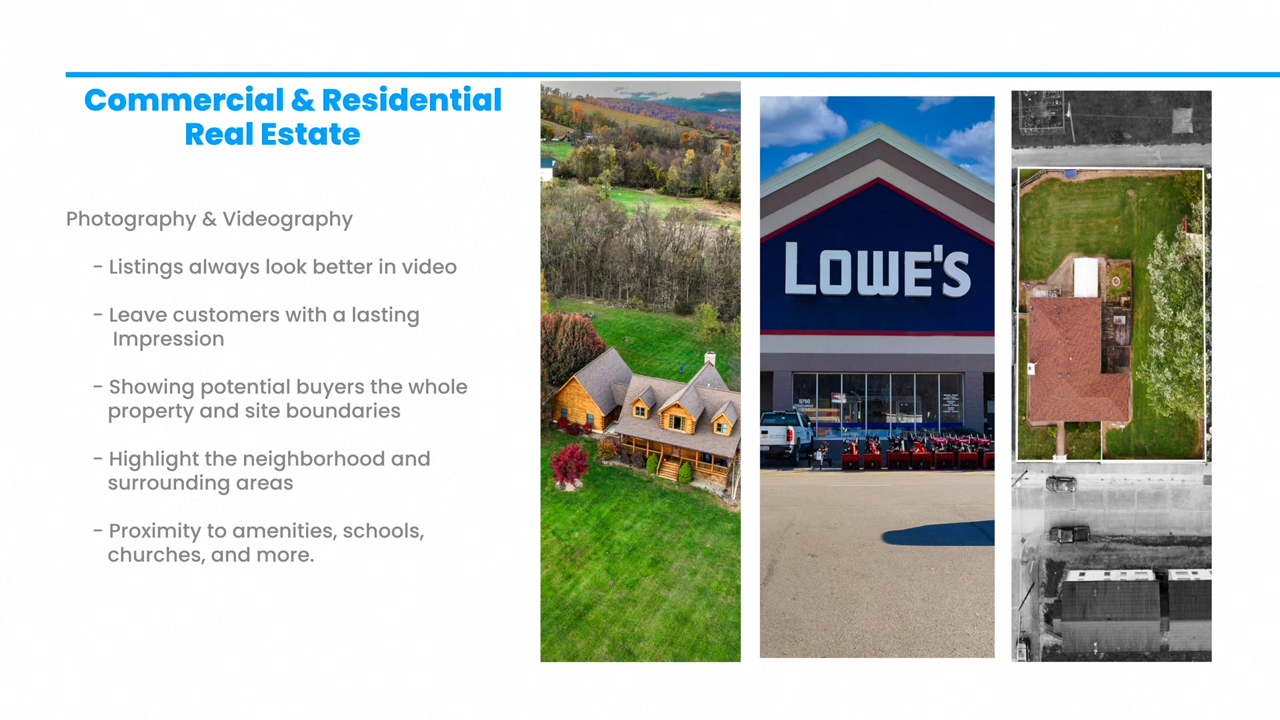 Commercial & Residential
Real Estate
Photography & Videography
- Listings always look better in video
- Leave customers with a lasting
Impression
- Showing potential buyers the whole
property and site boundaries
- Highlight the neighborhood and
surrounding areas
- Proximity to amenities, schools,
churches, and more.
LOWE'S